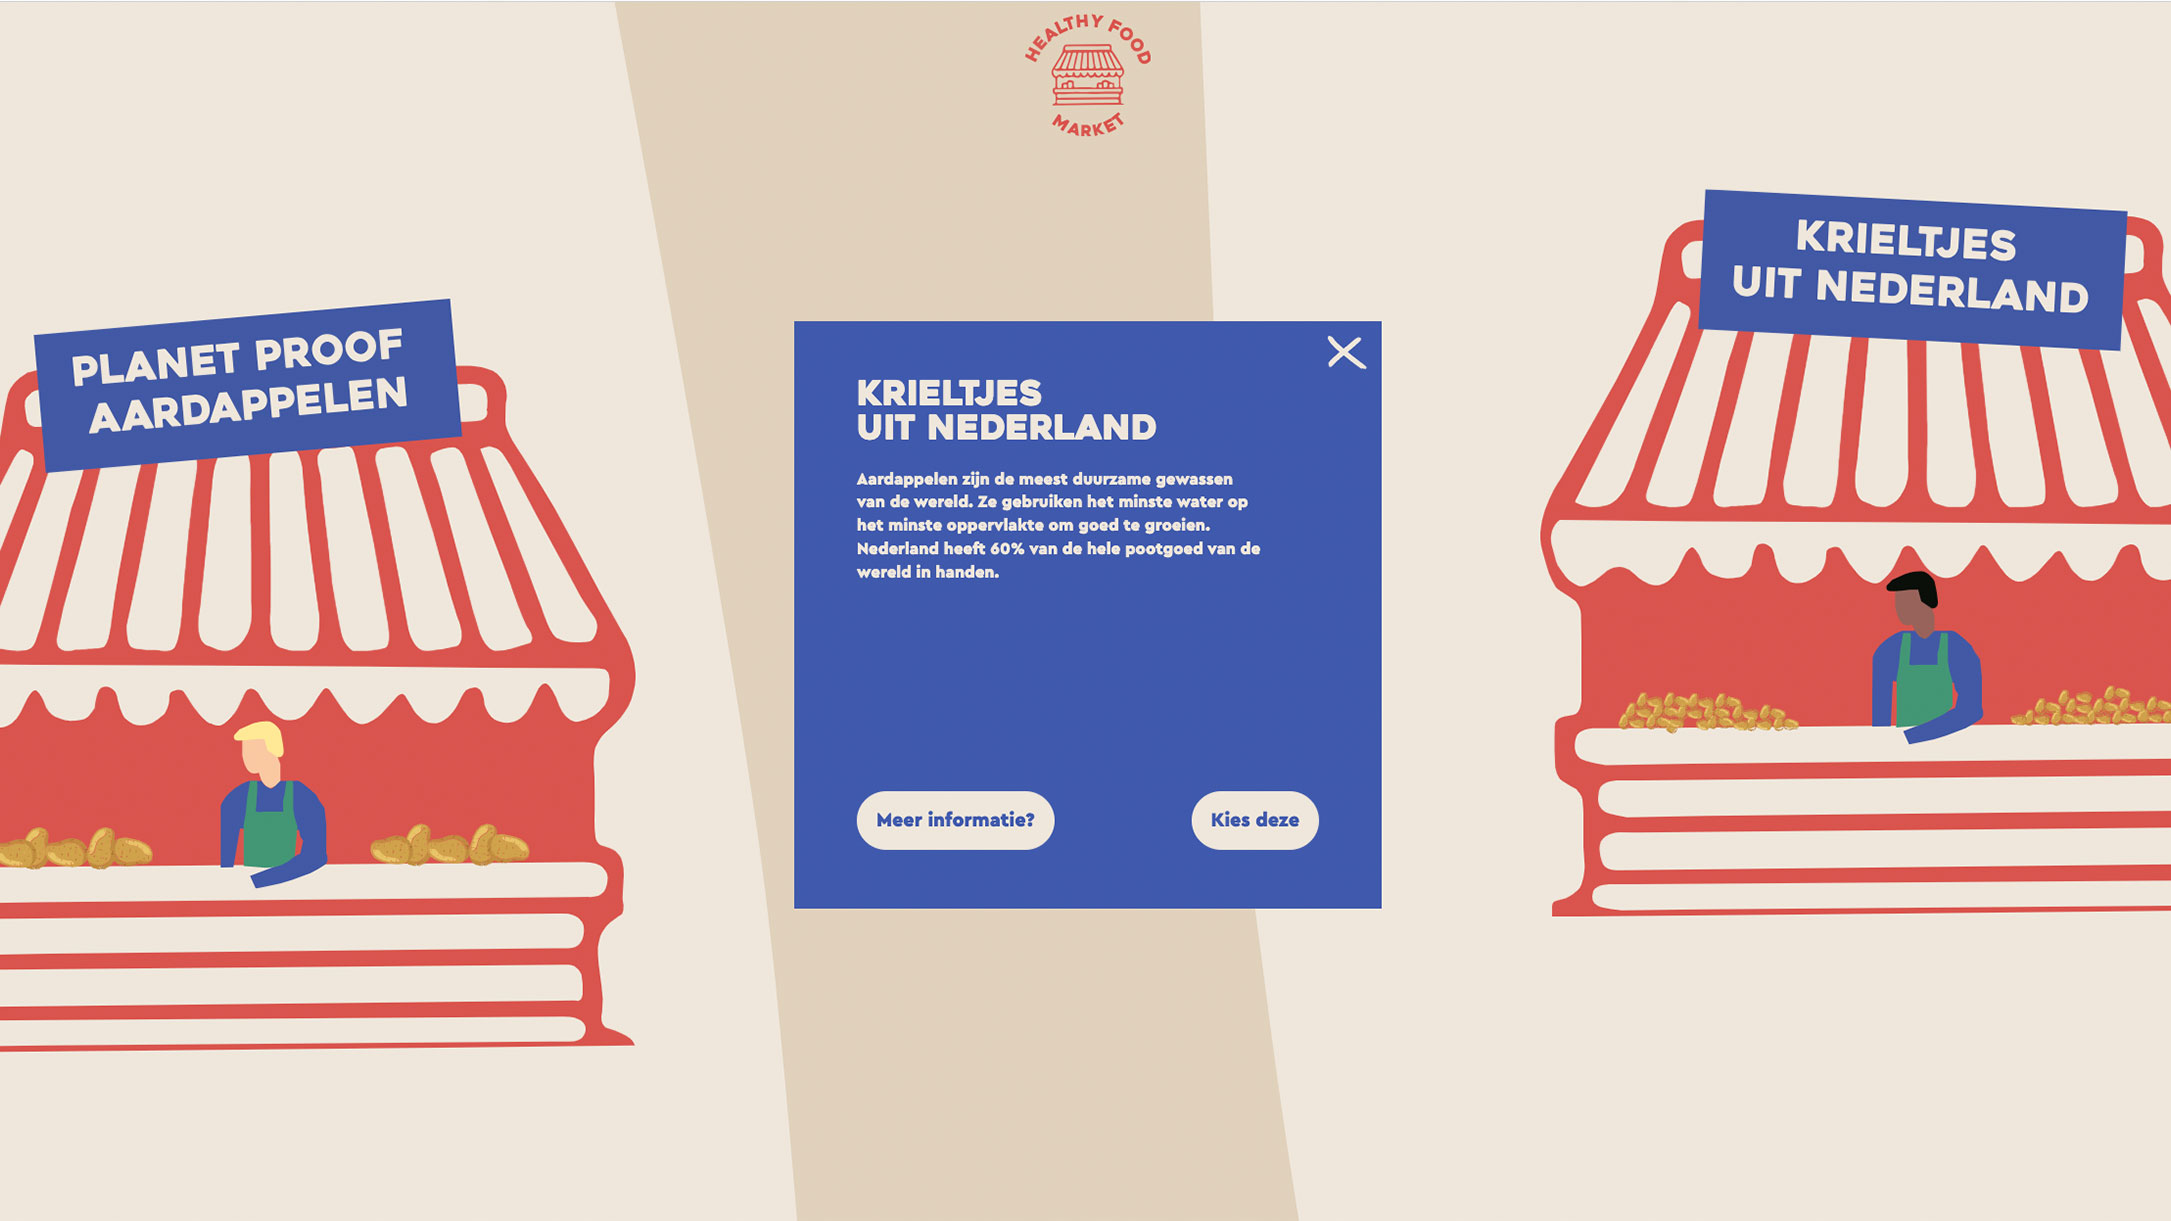 HEALTHY FOOD
MARKET
PLANET PROOF
AARDAPPELEN
KRIELTJES
UIT NEDERLAND
KRIELTJES
UIT NEDERLAND
Aardappelen zijn de meest duurzame gewassen
van de wereld. Ze gebruiken het minste water op
het minste oppervlakte om goed te groeien.
Nederland heeft 60% van de hele pootgoed van de
wereld in handen.
Meer informatie?
Kies deze